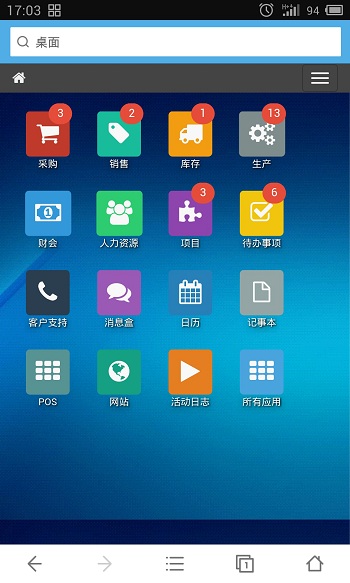 17:03
94
桌面
3
2
1
13
采购
销售
库存
生产
1
3
6
财会
人力资源
项目
待办事项
客户支持
消息盒
日历
记事本
POS
网站
活动日志
所有应用
1